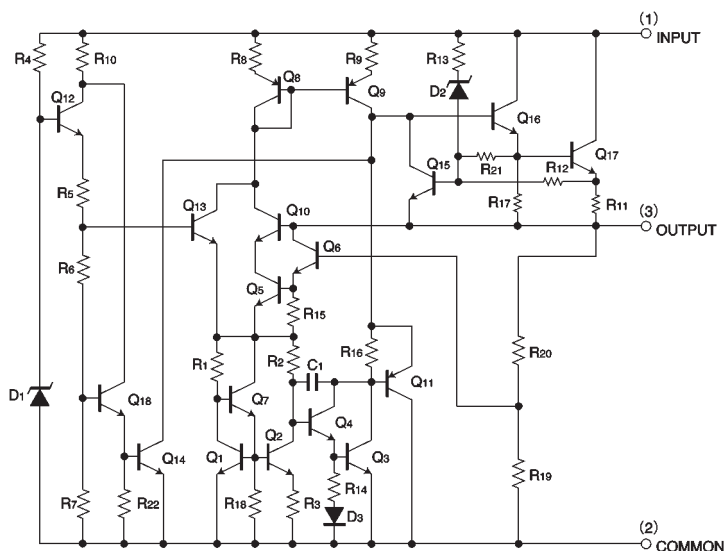 (1)
INPUT
R4
R10
R8
R9
R13
Q8
Q9
D2
Q12
Q16
Q15
R21
R12
Q17
R5
Q13
Q10
R17
R11
(3)
OUTPUT
Q6
R6
Q5
R15
R1
R2
C1
R16
R20
D1
Q7
Q11
Q18
Q4
Q2
Q14
Q1
Q3
R19
R7
R22
R18
R3
R14
D3
(2)
COMMON